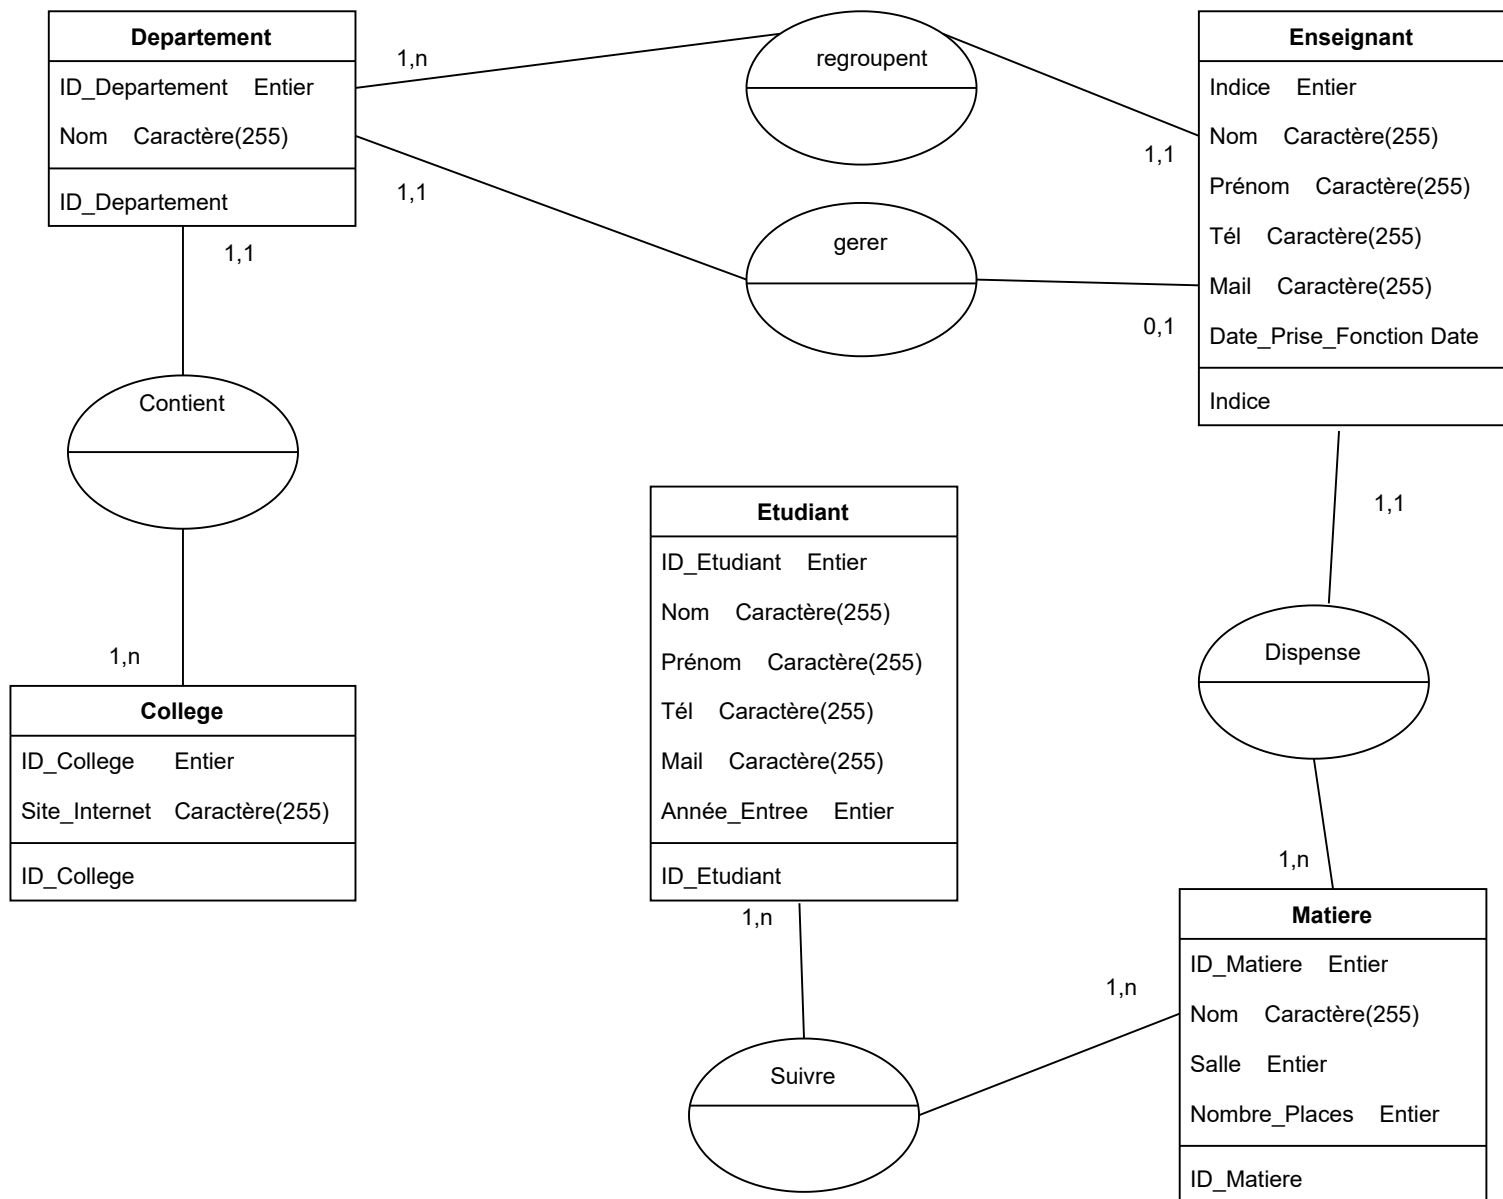 Departement
ID_Departement Entier
Nom Caractère(255)
ID_Departement
1,n
1,1
1,1
regroupent
gerer
1,1
0,1
Enseignant
Indice Entier
Nom Caractère(255)
Prénom Caractère(255)
Tél Caractère(255)
Mail Caractère(255)
Date_Prise_Fonction Date
Indice
Contient
1,n
College
ID_College Entier
Site_Internet Caractère(255)
ID_College
Etudiant
ID_Etudiant Entier
Nom Caractère(255)
Prénom Caractère(255)
Tél Caractère(255)
Mail Caractère(255)
Année_Entree Entier
ID_Etudiant
1,n
Suivre
1,n
1,1
Dispense
1,n
Matiere
ID_Matiere Entier
Nom Caractère(255)
Salle Entier
Nombre_Places Entier
ID_Matiere